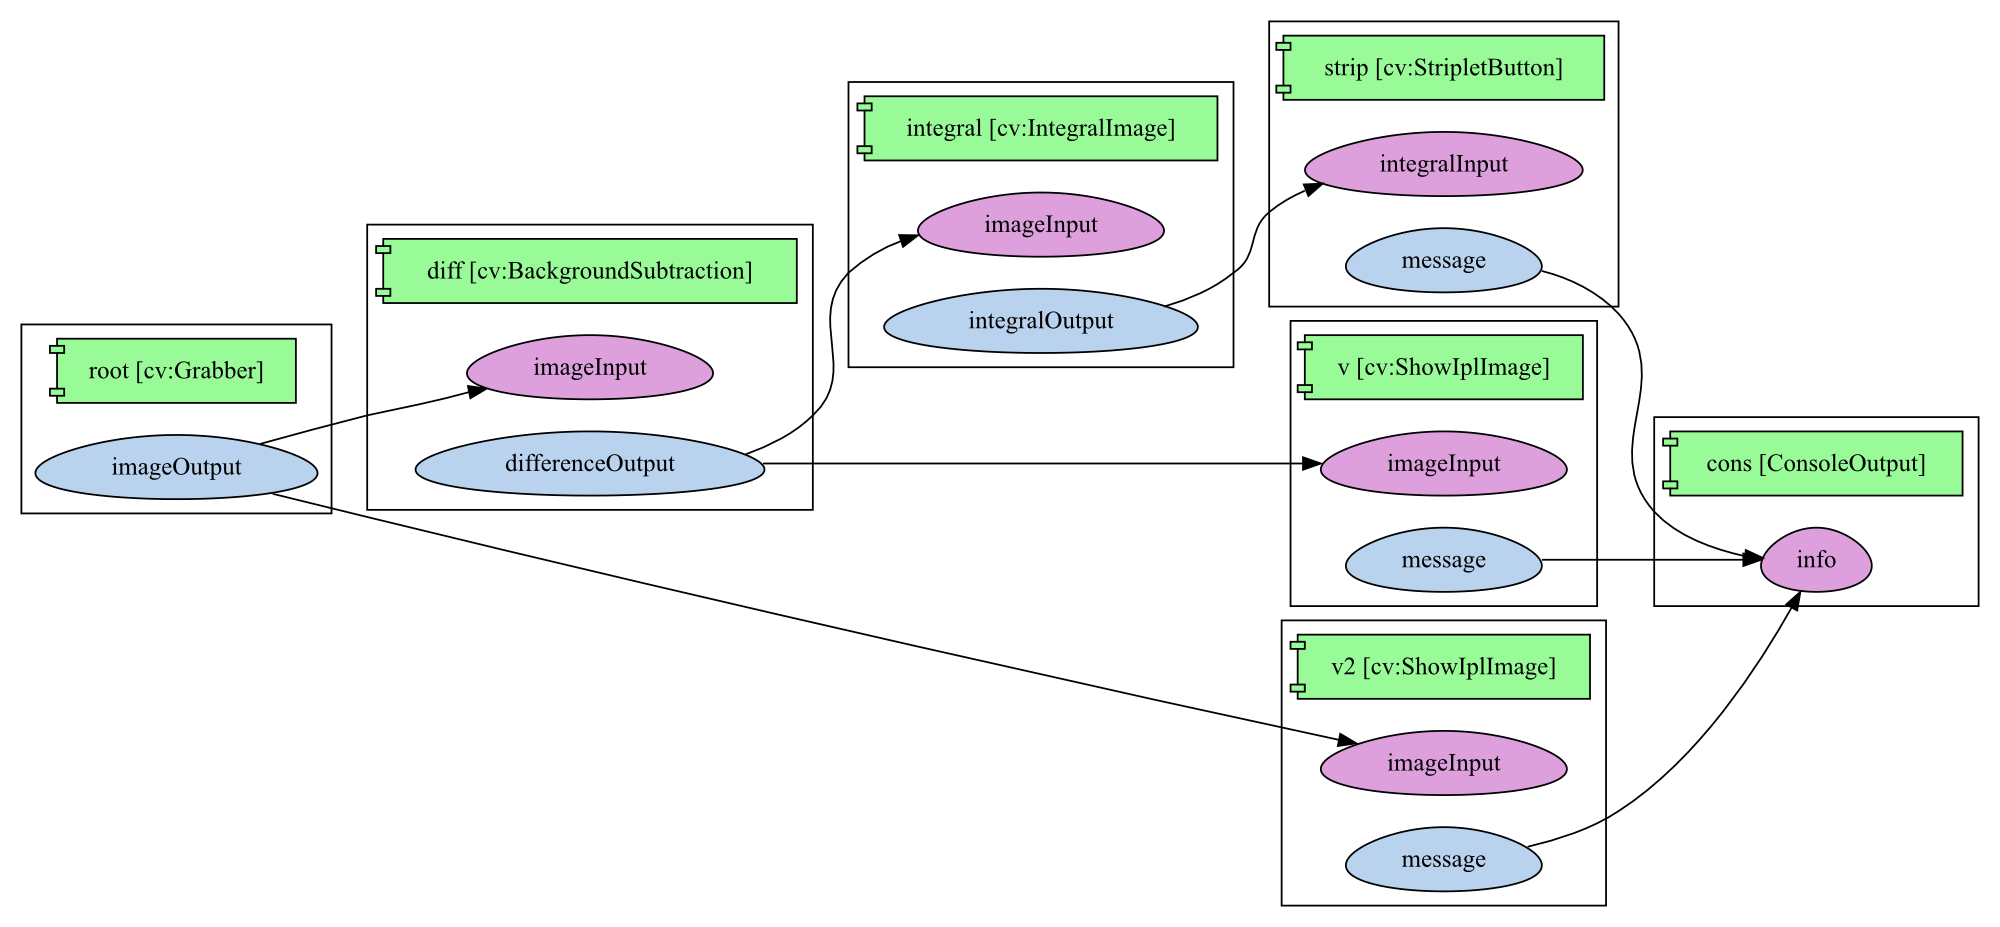 root [cv:Grabber]
imageOutput
diff [cv:BackgroundSubtraction]
imageInput
differenceOutput
integral [cv:IntegralImage]
imageInput
integralOutput
strip [cv:StripletButton]
integralInput
message
v [cv:ShowIplImage]
imageInput
message
v2 [cv:ShowIplImage]
imageInput
message
cons [ConsoleOutput]
info